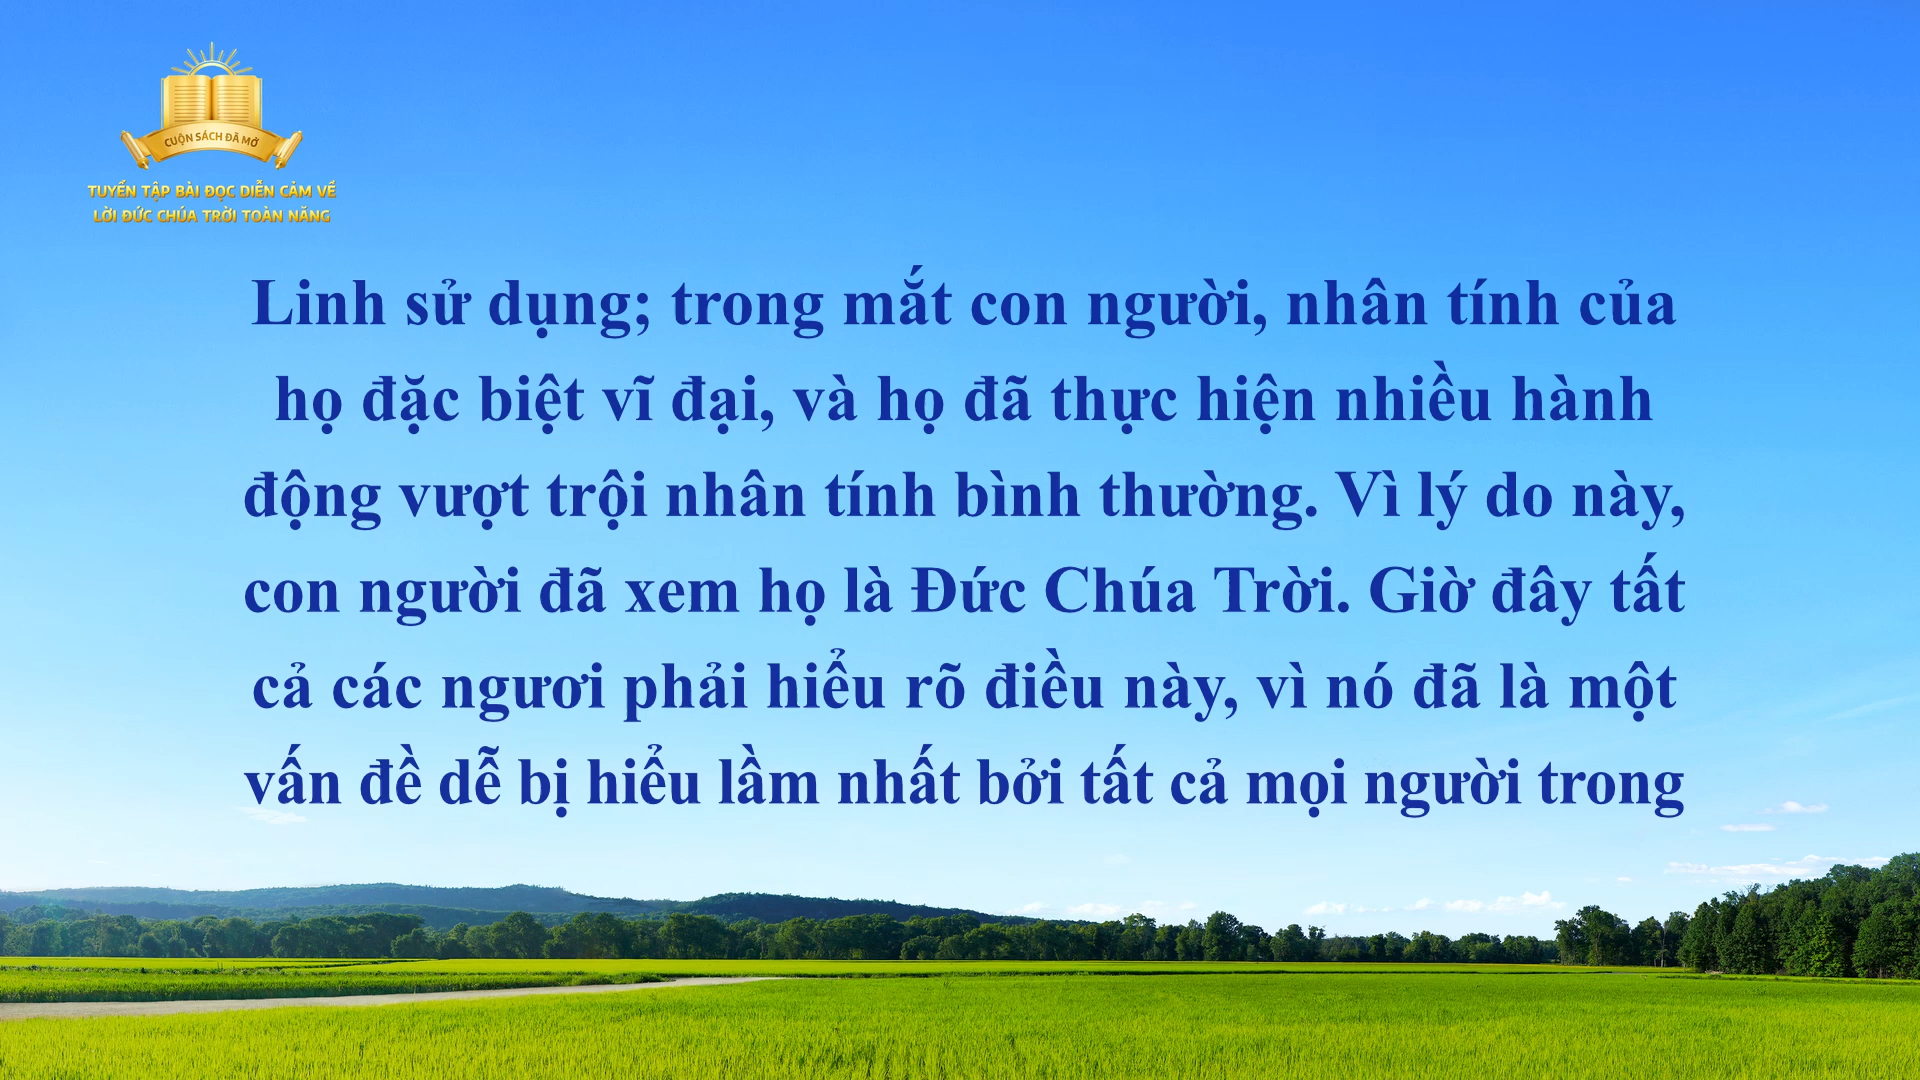 CUỘN SÁCH ĐÃ MỞ
TUYỂN TẬP BÀI ĐỌC DIỄN CẢM VỀ
LỜI ĐỨC CHÚA TRỜI TOÀN NĂNG
Linh sử dụng; trong mắt con người, nhân tính của
họ đặc biệt vĩ đại, và họ đã thực hiện nhiều hành
động vượt trội nhân tính bình thường. Vì lý do này,
con người đã xem họ là Đức Chúa Trời. Giờ đây tất
cả các ngươi phải hiểu rõ điều này, vì nó đã là một
vấn đề dễ bị hiểu lầm nhất bởi tất cả mọi người trong